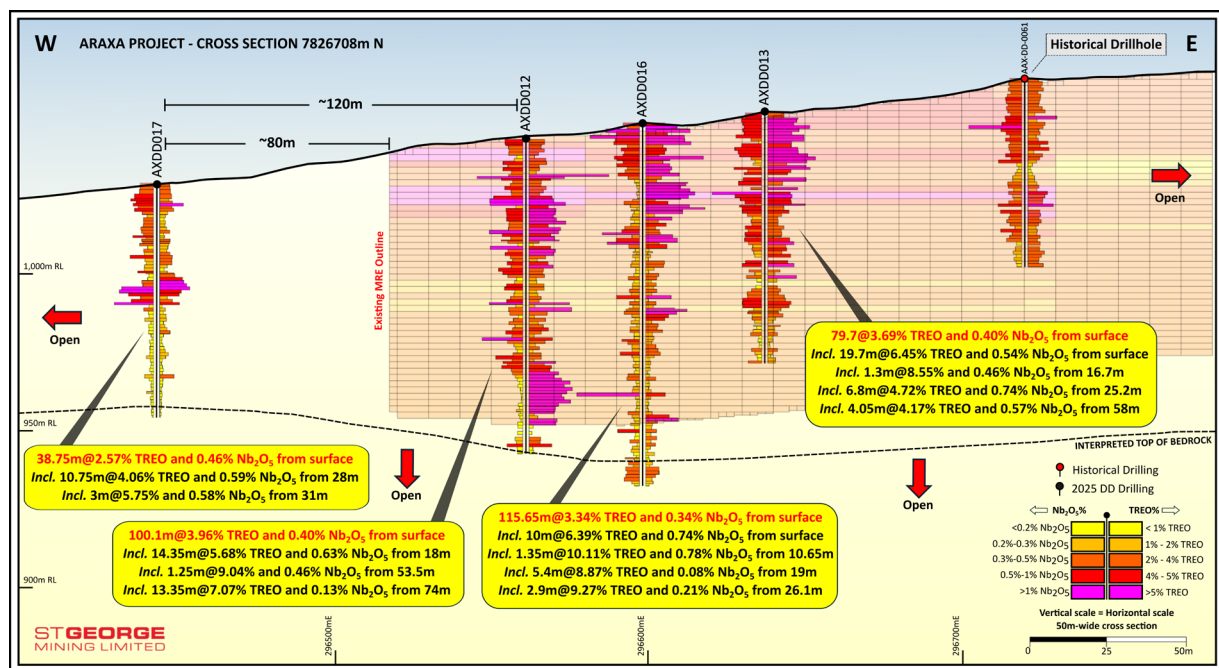 W
ARAXA PROJECT - CROSS SECTION 7826708m N
E
AAX-DD-0061
Historical Drillhole
AXDD017
~120m
~80m
AXDD012
AXDD016
AXDD013
Open
Open
Existing MRE Outline
1,000m RL
950m RL
900m RL
INTERPRETED TOP OF BEDROCK
Open
Open
38.75m@2.57% TREO and 0.46% Nb₂O₅ from surface
Incl. 10.75m@4.06% TREO and 0.59% Nb₂O₅ from 28m
Incl. 3m@5.75% and 0.58% Nb₂O₅ from 31m
100.1m@3.96% TREO and 0.40% Nb₂O₅ from surface
Incl. 14.35m@5.68% TREO and 0.63% Nb₂O₅ from 18m
Incl. 1.25m@9.04% and 0.46% Nb₂O₅ from 53.5m
Incl. 13.35m@7.07% TREO and 0.13% Nb₂O₅ from 74m
115.65m@3.34% TREO and 0.34% Nb₂O₅ from surface
Incl. 10m@6.39% TREO and 0.74% Nb₂O₅ from surface
Incl. 1.35m@10.11% TREO and 0.78% Nb₂O₅ from 10.65m
Incl. 5.4m@8.87% TREO and 0.08% Nb₂O₅ from 19m
Incl. 2.9m@9.27% TREO and 0.21% Nb₂O₅ from 26.1m
79.7@3.69% TREO and 0.40% Nb₂O₅ from surface
Incl. 19.7m@6.45% TREO and 0.54% Nb₂O₅ from surface
Incl. 1.3m@8.55% and 0.46% Nb₂O₅ from 16.7m
Incl. 6.8m@4.72% TREO and 0.74% Nb₂O₅ from 25.2m
Incl. 4.05m@4.17% TREO and 0.57% Nb₂O₅ from 58m
Historical Drilling
2025 DD Drilling
Nb₂O₅% TREO%
<0.2% Nb₂O₅ < 1% TREO
0.2%-0.3% Nb₂O₅ 1% - 2% TREO
0.3%-0.5% Nb₂O₅ 2% - 4% TREO
0.5%-1% Nb₂O₅ 4% - 5% TREO
>1% Nb₂O₅ >5% TREO
Vertical scale = Horizontal scale
50m-wide cross section
0 25 50m
296500mE
296600mE
296700mE
STGEORGE
MINING LIMITED